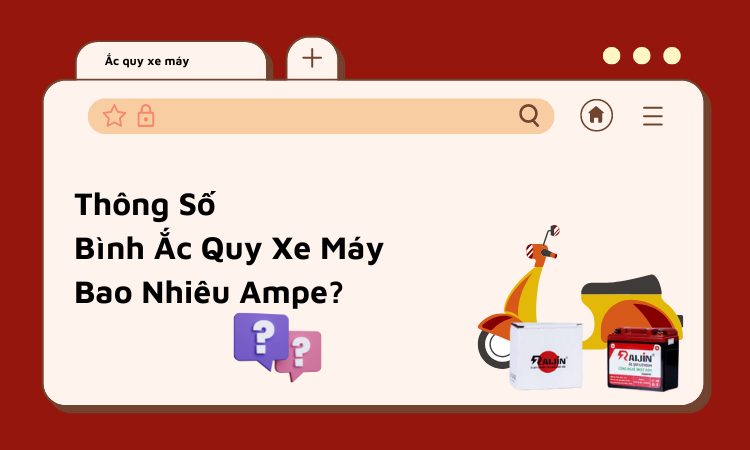 Ắc quy xe máy
Thông Số
Bình Ắc Quy Xe Máy
Bao Nhiêu Ampe?
RAIJIN
RAIJIN